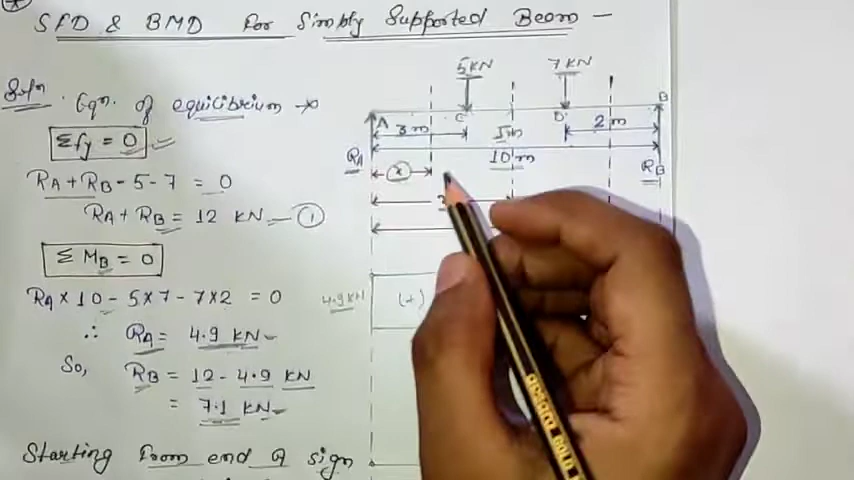 SFD & BMD For Simply Supported Beam -
Soln. Eqn. of equilibrium →
Σfy = 0
RA + RB - 5 - 7 = 0
RA + RB = 12 KN - ①
Σ MB = 0
RA × 10 - 5×7 - 7×2 = 0
∴ RA = 4.9 KN
So, RB = 12 - 4.9 KN
= 7.1 KN
Starting from end A sign
5KN 7KN
A C D B
3m 5m 2m
RA 10m RB
x
4.9KN (+)
DOMS GOLD